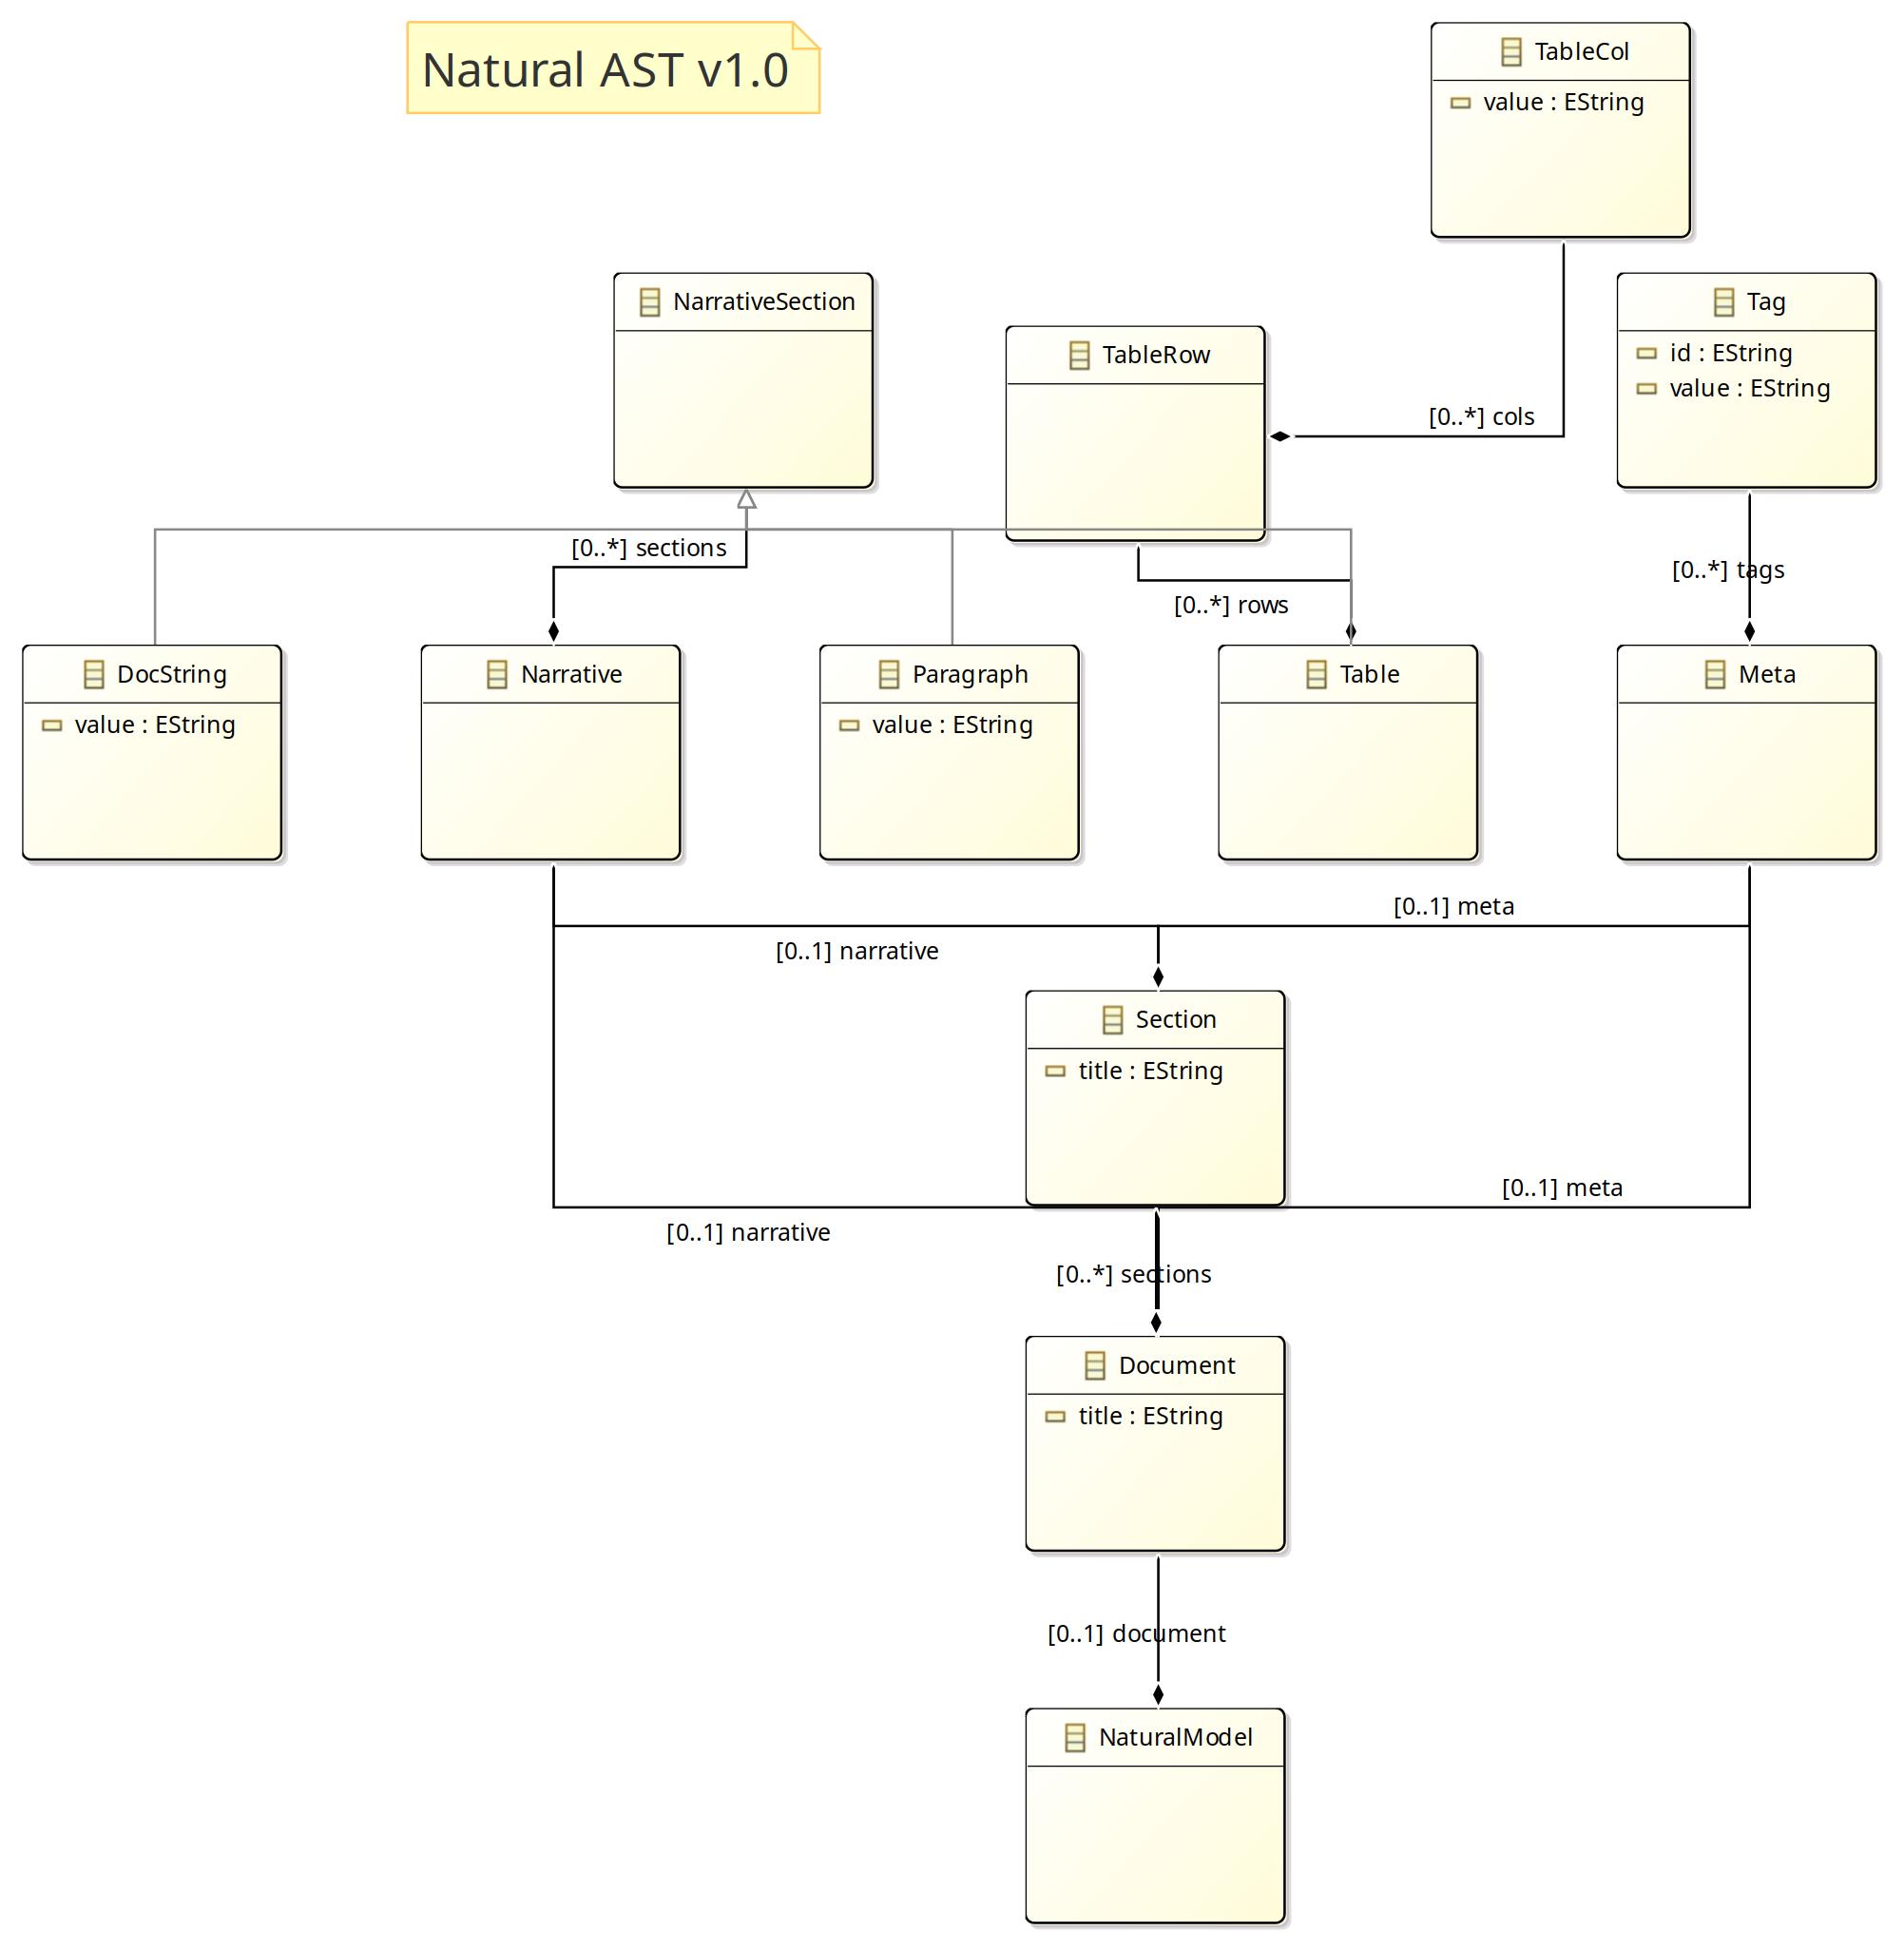 Natural AST v1.0
TableCol
value : EString
NarrativeSection
TableRow
Tag
id : EString
value : EString
[0..*] cols
[0..*] sections
[0..*] rows
[0..*] tags
DocString
value : EString
Narrative
Paragraph
value : EString
Table
Meta
[0..1] meta
[0..1] narrative
Section
title : EString
[0..1] meta
[0..1] narrative
[0..*] sections
Document
title : EString
[0..1] document
NaturalModel